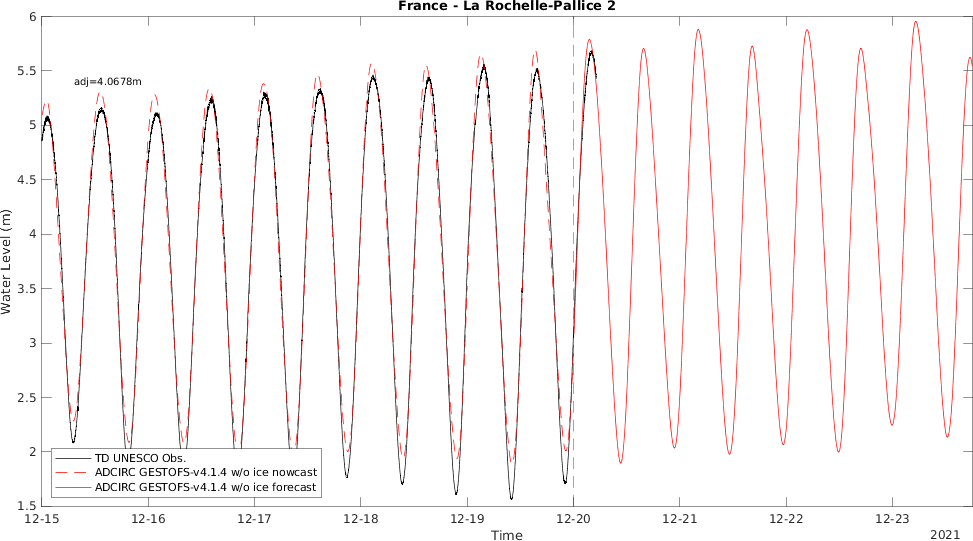 France - La Rochelle-Pallice 2
adj=4.0678m
6
5.5
5
4.5
4
3.5
3
2.5
2
1.5
Water Level (m)
TD UNESCO Obs.
ADCIRC GESTOFS-v4.1.4 w/o ice nowcast
ADCIRC GESTOFS-v4.1.4 w/o ice forecast
12-15 12-16 12-17 12-18 12-19 12-20 12-21 12-22 12-23
Time
2021